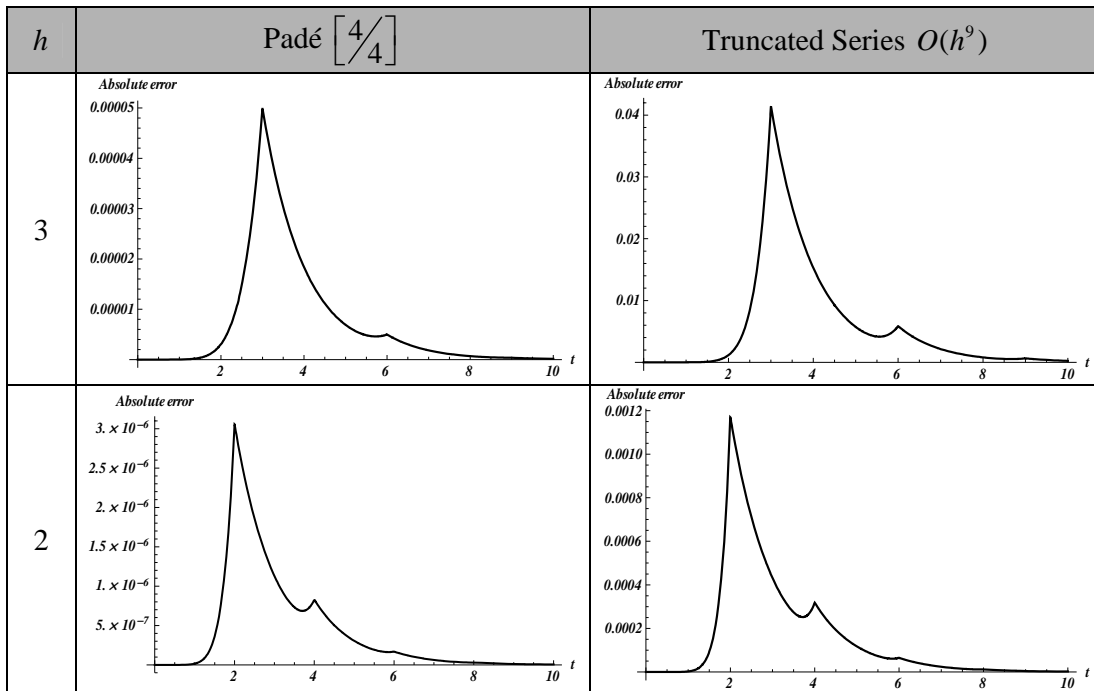 h Padé [4/4] Truncated Series O(h⁹)
3
Absolute error
0.00005
0.00004
0.00003
0.00002
0.00001
2 4 6 8 10 t
Absolute error
0.04
0.03
0.02
0.01
2 4 6 8 10 t
2
Absolute error
3. × 10⁻⁶
2.5 × 10⁻⁶
2. × 10⁻⁶
1.5 × 10⁻⁶
1. × 10⁻⁶
5. × 10⁻⁷
2 4 6 8 10 t
Absolute error
0.0012
0.0010
0.0008
0.0006
0.0004
0.0002
2 4 6 8 10 t